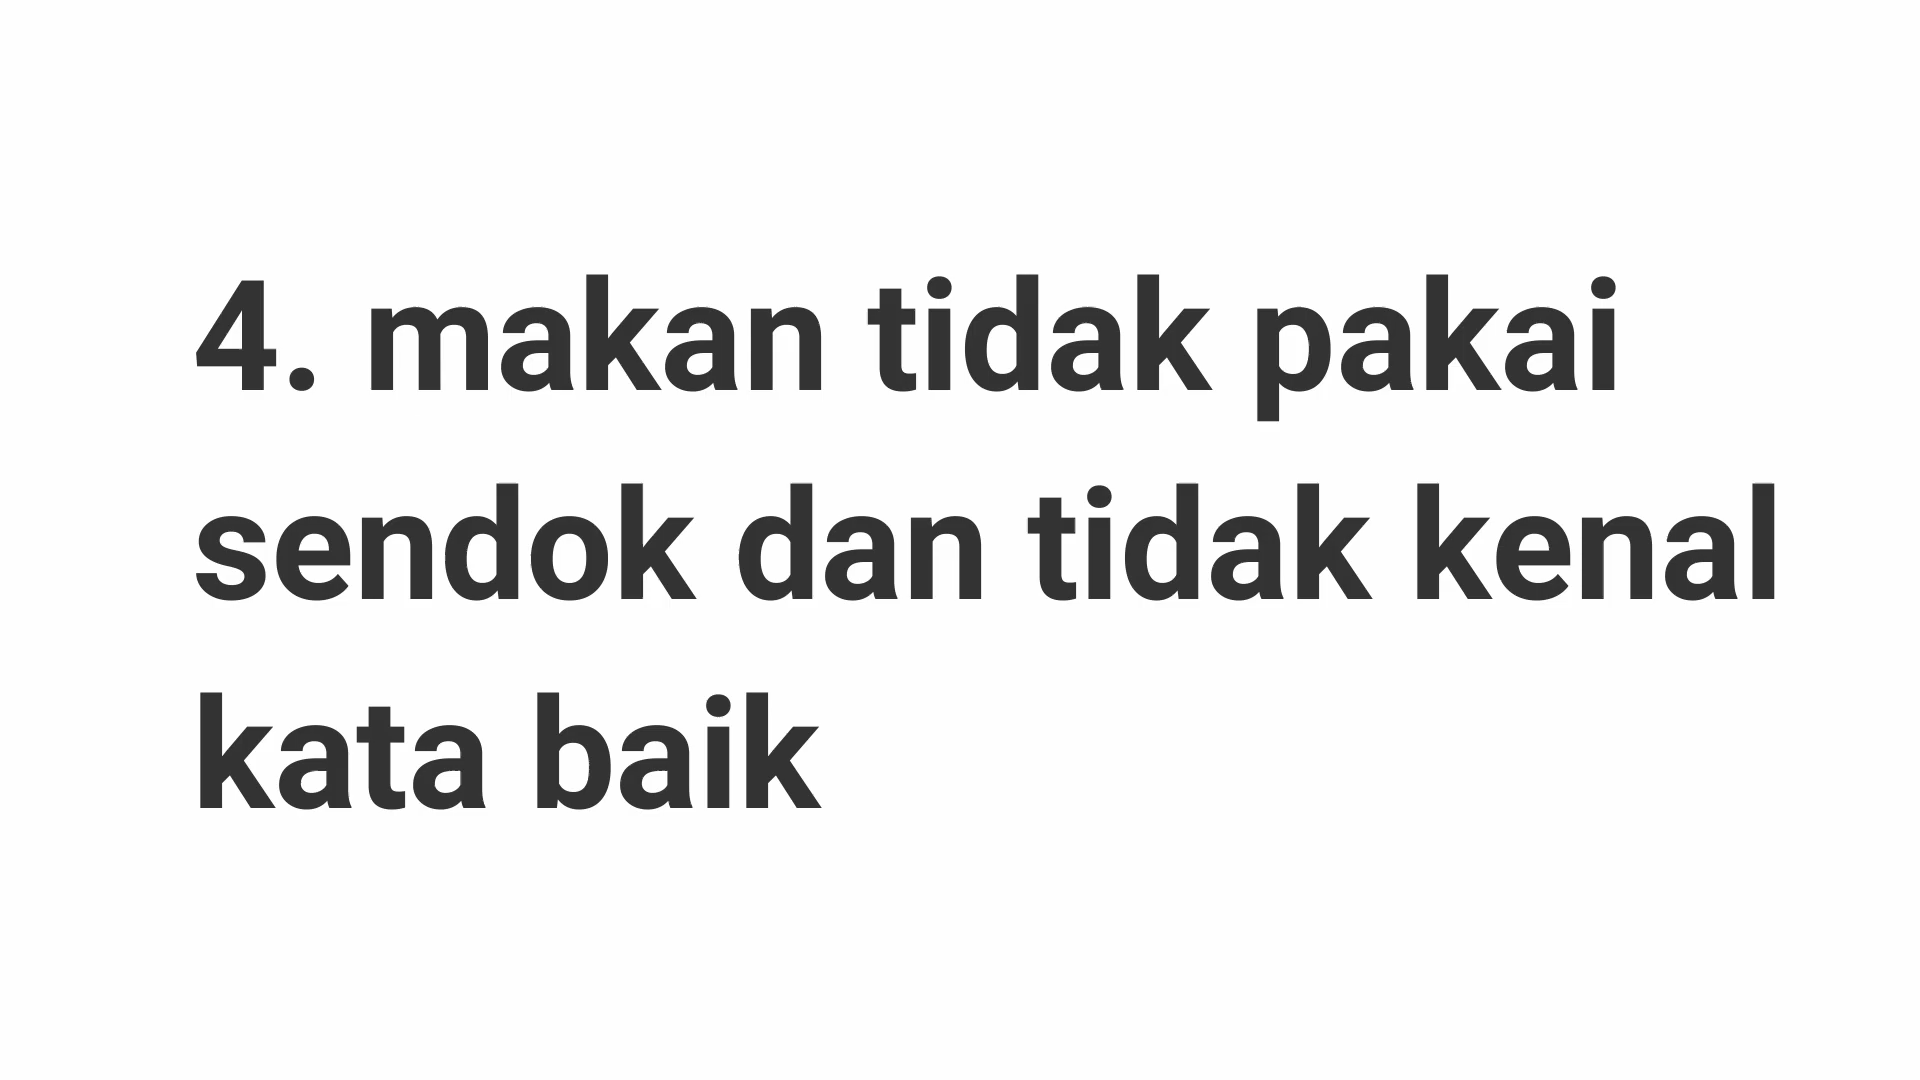 4. makan tidak pakai
sendok dan tidak kenal
kata baik